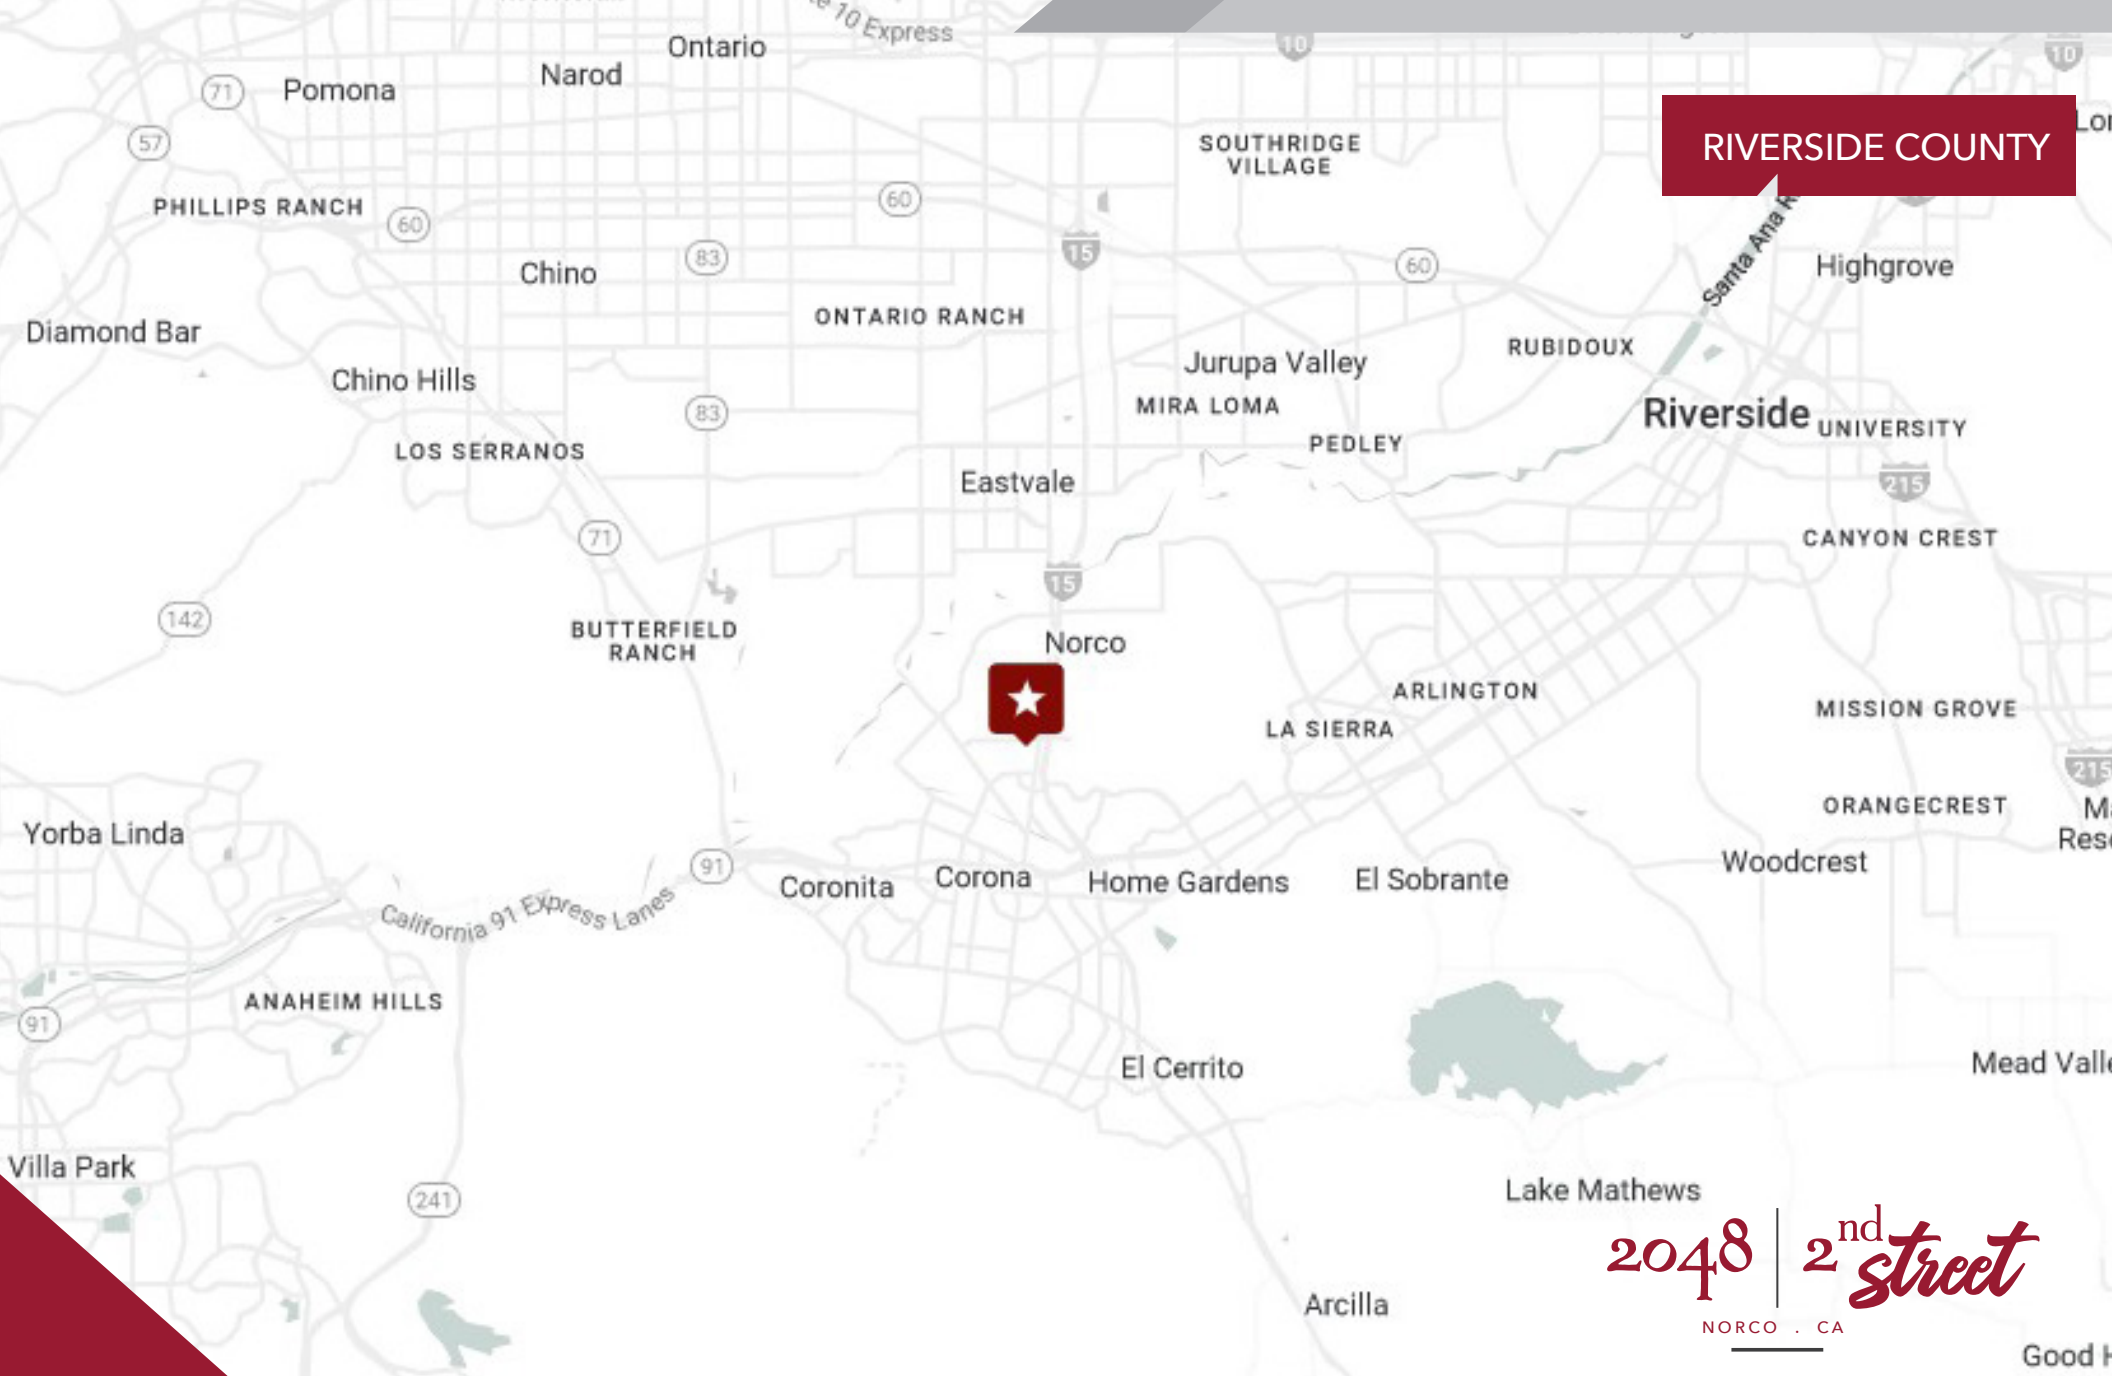 10 Express
Ontario
10
10
Narod
Pomona
71
57
RIVERSIDE COUNTY
SOUTHRIDGE
VILLAGE
PHILLIPS RANCH
60
60
15
83
Chino
60
Santa Ana R
Highgrove
ONTARIO RANCH
Diamond Bar
RUBIDOUX
Jurupa Valley
Chino Hills
MIRA LOMA
83
Riverside
UNIVERSITY
PEDLEY
LOS SERRANOS
Eastvale
215
71
CANYON CREST
15
142
BUTTERFIELD
RANCH
Norco
ARLINGTON
MISSION GROVE
LA SIERRA
215
ORANGECREST
Yorba Linda
Woodcrest
91
Coronita
Corona
Home Gardens
El Sobrante
California 91 Express Lanes
ANAHEIM HILLS
91
El Cerrito
Mead Valle
Villa Park
241
Lake Mathews
2048 | 2nd street
Arcilla
NORCO . CA
Good H